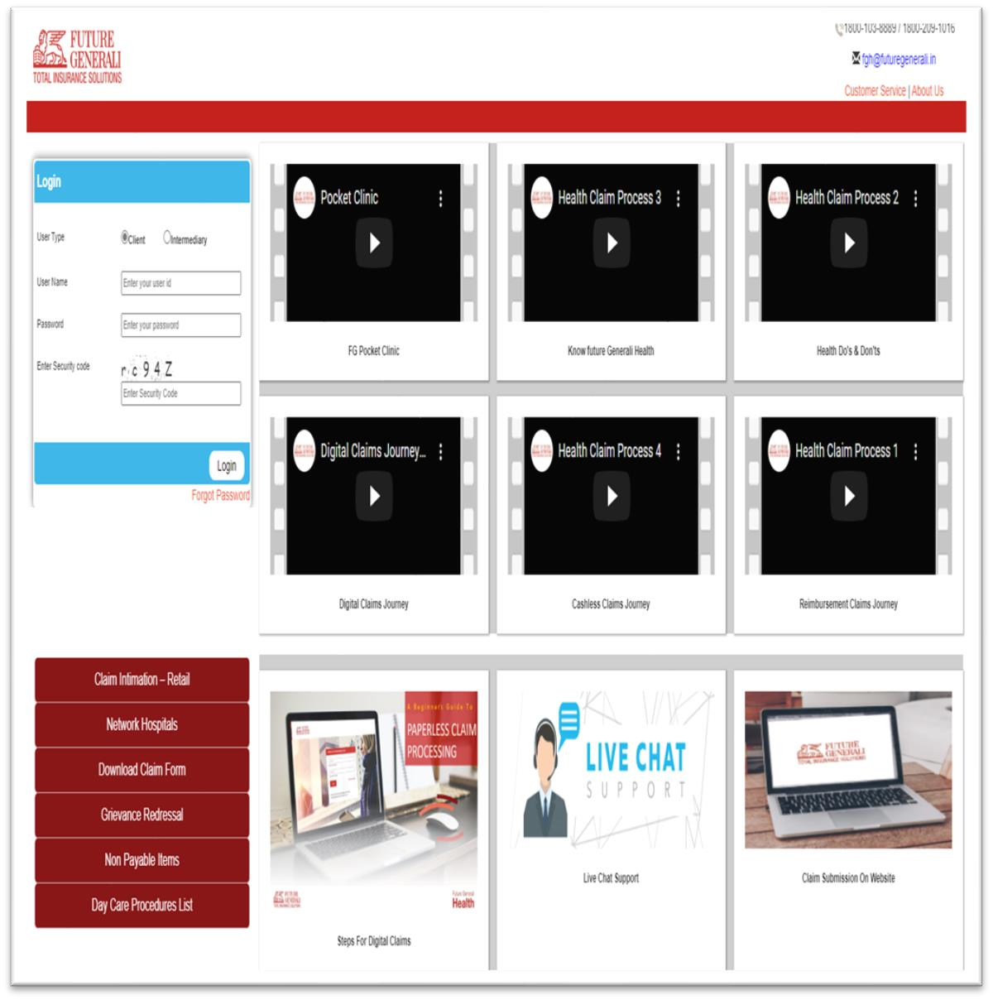 FUTURE
GENERALI
TOTAL INSURANCE SOLUTIONS
1800-103-8889 / 1800-209-1016
fgh@futuregenerali.in
Customer Service | About Us
Login
User Type
Client
Intermediary
User Name
Enter your user id
Password
Enter your password
Enter Security code
r c 9 4 Z
Enter Security Code
Login
Forgot Password
Pocket Clinic
FG Pocket Clinic
Health Claim Process 3
Know future Generali Health
Health Claim Process 2
Health Do's & Don'ts
Digital Claims Journey...
Digital Claims Journey
Health Claim Process 4
Cashless Claims Journey
Health Claim Process 1
Reimbursement Claims Journey
Claim Intimation – Retail
Network Hospitals
Download Claim Form
Grievance Redressal
Non Payable Items
Day Care Procedures List
A Beginners Guide To
PAPERLESS CLAIM
PROCESSING
FUTURE
GENERALI
TOTAL INSURANCE SOLUTIONS
Future Generali
Health
Steps For Digital Claims
LIVE CHAT
SUPPORT
Live Chat Support
FUTURE
GENERALI
TOTAL INSURANCE SOLUTIONS
Claim Submission On Website